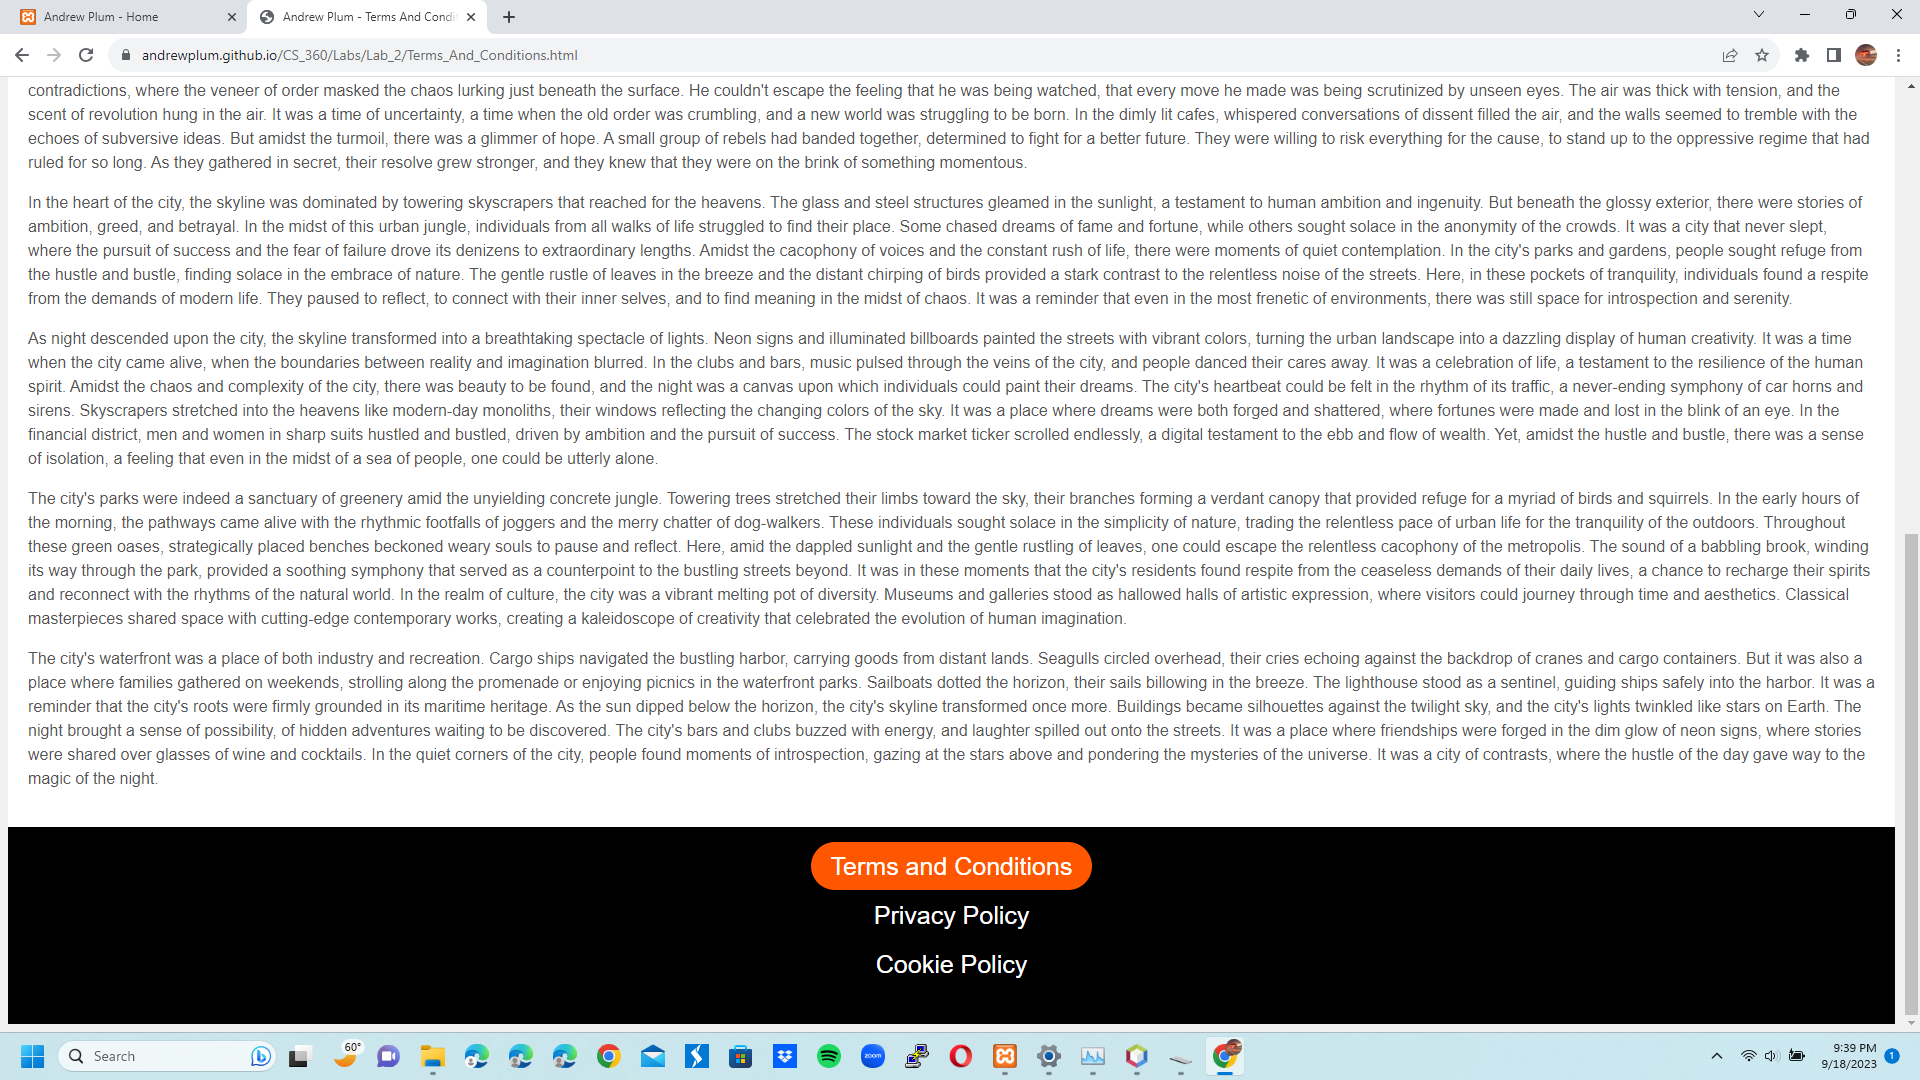 Andrew Plum - Home
Andrew Plum - Terms And Condi
andrewplum.github.io/CS_360/Labs/Lab_2/Terms_And_Conditions.html
contradictions, where the veneer of order masked the chaos lurking just beneath the surface. He couldn't escape the feeling that he was being watched, that every move he made was being scrutinized by unseen eyes. The air was thick with tension, and the
scent of revolution hung in the air. It was a time of uncertainty, a time when the old order was crumbling, and a new world was struggling to be born. In the dimly lit cafes, whispered conversations of dissent filled the air, and the walls seemed to tremble with the
echoes of subversive ideas. But amidst the turmoil, there was a glimmer of hope. A small group of rebels had banded together, determined to fight for a better future. They were willing to risk everything for the cause, to stand up to the oppressive regime that had
ruled for so long. As they gathered in secret, their resolve grew stronger, and they knew that they were on the brink of something momentous.
In the heart of the city, the skyline was dominated by towering skyscrapers that reached for the heavens. The glass and steel structures gleamed in the sunlight, a testament to human ambition and ingenuity. But beneath the glossy exterior, there were stories of
ambition, greed, and betrayal. In the midst of this urban jungle, individuals from all walks of life struggled to find their place. Some chased dreams of fame and fortune, while others sought solace in the anonymity of the crowds. It was a city that never slept,
where the pursuit of success and the fear of failure drove its denizens to extraordinary lengths. Amidst the cacophony of voices and the constant rush of life, there were moments of quiet contemplation. In the city's parks and gardens, people sought refuge from
the hustle and bustle, finding solace in the embrace of nature. The gentle rustle of leaves in the breeze and the distant chirping of birds provided a stark contrast to the relentless noise of the streets. Here, in these pockets of tranquility, individuals found a respite
from the demands of modern life. They paused to reflect, to connect with their inner selves, and to find meaning in the midst of chaos. It was a reminder that even in the most frenetic of environments, there was still space for introspection and serenity.
As night descended upon the city, the skyline transformed into a breathtaking spectacle of lights. Neon signs and illuminated billboards painted the streets with vibrant colors, turning the urban landscape into a dazzling display of human creativity. It was a time
when the city came alive, when the boundaries between reality and imagination blurred. In the clubs and bars, music pulsed through the veins of the city, and people danced their cares away. It was a celebration of life, a testament to the resilience of the human
spirit. Amidst the chaos and complexity of the city, there was beauty to be found, and the night was a canvas upon which individuals could paint their dreams. The city's heartbeat could be felt in the rhythm of its traffic, a never-ending symphony of car horns and
sirens. Skyscrapers stretched into the heavens like modern-day monoliths, their windows reflecting the changing colors of the sky. It was a place where dreams were both forged and shattered, where fortunes were made and lost in the blink of an eye. In the
financial district, men and women in sharp suits hustled and bustled, driven by ambition and the pursuit of success. The stock market ticker scrolled endlessly, a digital testament to the ebb and flow of wealth. Yet, amidst the hustle and bustle, there was a sense
of isolation, a feeling that even in the midst of a sea of people, one could be utterly alone.
The city's parks were indeed a sanctuary of greenery amid the unyielding concrete jungle. Towering trees stretched their limbs toward the sky, their branches forming a verdant canopy that provided refuge for a myriad of birds and squirrels. In the early hours of
the morning, the pathways came alive with the rhythmic footfalls of joggers and the merry chatter of dog-walkers. These individuals sought solace in the simplicity of nature, trading the relentless pace of urban life for the tranquility of the outdoors. Throughout
these green oases, strategically placed benches beckoned weary souls to pause and reflect. Here, amid the dappled sunlight and the gentle rustling of leaves, one could escape the relentless cacophony of the metropolis. The sound of a babbling brook, winding
its way through the park, provided a soothing symphony that served as a counterpoint to the bustling streets beyond. It was in these moments that the city's residents found respite from the ceaseless demands of their daily lives, a chance to recharge their spirits
and reconnect with the rhythms of the natural world. In the realm of culture, the city was a vibrant melting pot of diversity. Museums and galleries stood as hallowed halls of artistic expression, where visitors could journey through time and aesthetics. Classical
masterpieces shared space with cutting-edge contemporary works, creating a kaleidoscope of creativity that celebrated the evolution of human imagination.
The city's waterfront was a place of both industry and recreation. Cargo ships navigated the bustling harbor, carrying goods from distant lands. Seagulls circled overhead, their cries echoing against the backdrop of cranes and cargo containers. But it was also a
place where families gathered on weekends, strolling along the promenade or enjoying picnics in the waterfront parks. Sailboats dotted the horizon, their sails billowing in the breeze. The lighthouse stood as a sentinel, guiding ships safely into the harbor. It was a
reminder that the city's roots were firmly grounded in its maritime heritage. As the sun dipped below the horizon, the city's skyline transformed once more. Buildings became silhouettes against the twilight sky, and the city's lights twinkled like stars on Earth. The
night brought a sense of possibility, of hidden adventures waiting to be discovered. The city's bars and clubs buzzed with energy, and laughter spilled out onto the streets. It was a place where friendships were forged in the dim glow of neon signs, where stories
were shared over glasses of wine and cocktails. In the quiet corners of the city, people found moments of introspection, gazing at the stars above and pondering the mysteries of the universe. It was a city of contrasts, where the hustle of the day gave way to the
magic of the night.
Terms and Conditions
Privacy Policy
Cookie Policy
Search
60°
zoom
9:39 PM
9/18/2023
1